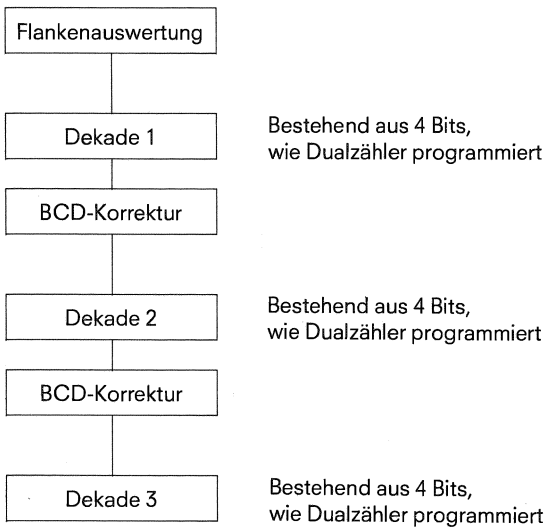 Flankenauswertung
Dekade 1
Bestehend aus 4 Bits,
wie Dualzähler programmiert
BCD-Korrektur
Dekade 2
Bestehend aus 4 Bits,
wie Dualzähler programmiert
BCD-Korrektur
Dekade 3
Bestehend aus 4 Bits,
wie Dualzähler programmiert